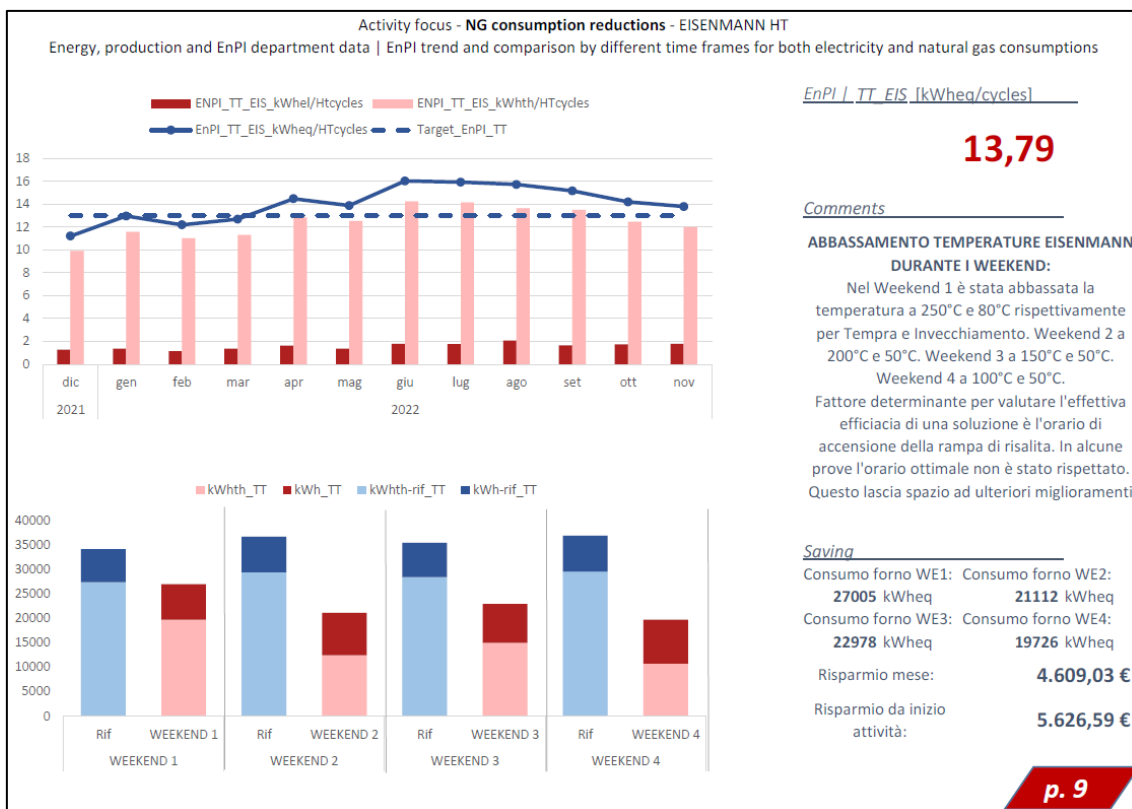 Activity focus - NG consumption reductions - EISENMANN HT
Energy, production and EnPI department data | EnPI trend and comparison by different time frames for both electricity and natural gas consumptions
ENPI_TT_EIS_kWhel/Htcycles
ENPI_TT_EIS_kWhth/HTcycles
EnPI_TT_EIS_kWheq/HTcycles
Target_EnPI_TT
18
16
14
12
10
8
6
4
2
0
dic
gen
feb
mar
apr
mag
giu
lug
ago
set
ott
nov
2021
2022
kWhth_TT
kWh_TT
kWhth-rif_TT
kWh-rif_TT
40000
35000
30000
25000
20000
15000
10000
5000
0
Rif
WEEKEND 1
Rif
WEEKEND 2
Rif
WEEKEND 3
Rif
WEEKEND 4
WEEKEND 1
WEEKEND 2
WEEKEND 3
WEEKEND 4
EnPI | TT_EIS [kWheq/cycles]
13,79
Comments
ABBASSAMENTO TEMPERATURE EISENMANN
DURANTE I WEEKEND:
Nel Weekend 1 è stata abbassata la
temperatura a 250°C e 80°C rispettivamente
per Tempra e Invecchiamento. Weekend 2 a
200°C e 50°C. Weekend 3 a 150°C e 50°C.
Weekend 4 a 100°C e 50°C.
Fattore determinante per valutare l'effettiva
efficiacia di una soluzione è l'orario di
accensione della rampa di risalita. In alcune
prove l'orario ottimale non è stato rispettato.
Questo lascia spazio ad ulteriori miglioramenti
Saving
Consumo forno WE1: Consumo forno WE2:
27005 kWheq 21112 kWheq
Consumo forno WE3: Consumo forno WE4:
22978 kWheq 19726 kWheq
Risparmio mese: 4.609,03 €
Risparmio da inizio
attività: 5.626,59 €
p. 9